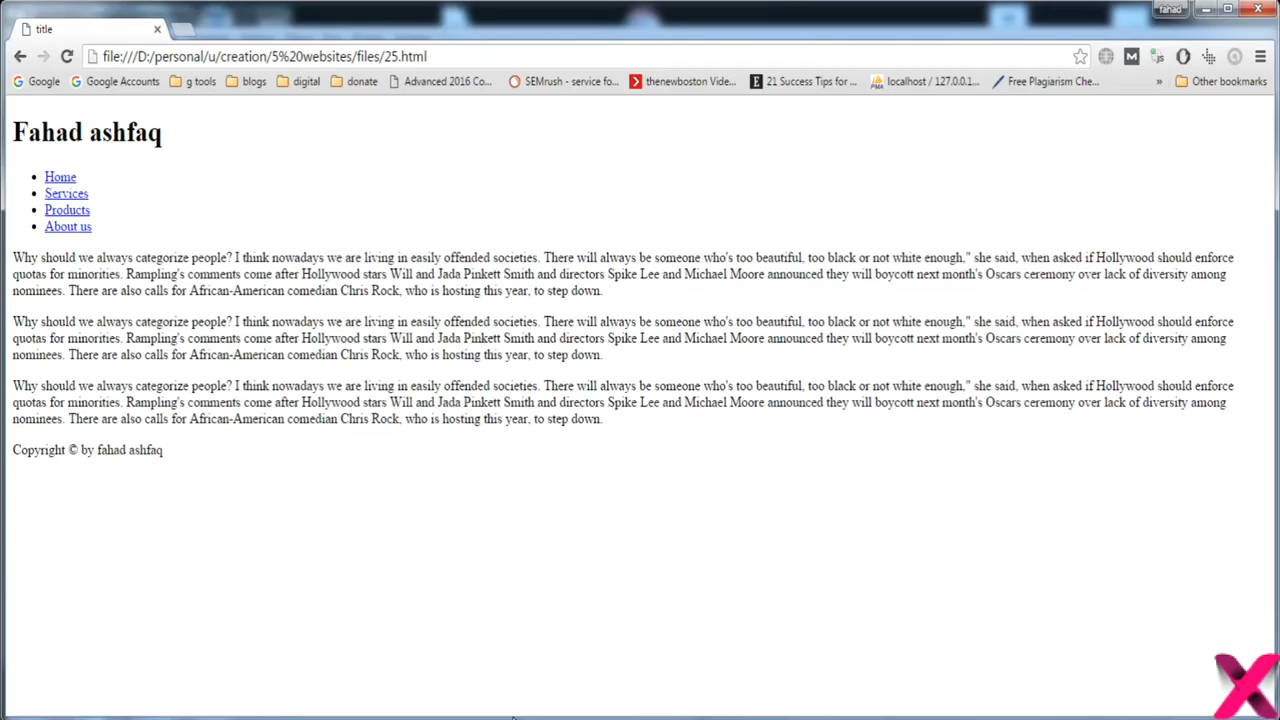 fahad
title
file:///D:/personal/u/creation/5%20websites/files/25.html
Google Google Accounts g tools blogs digital donate Advanced 2016 Co... SEMrush - service fo... thenewboston Vide... 21 Success Tips for ... localhost / 127.0.0.1... Free Plagiarism Che... » Other bookmarks
Fahad ashfaq
Home
Services
Products
About us
Why should we always categorize people? I think nowadays we are living in easily offended societies. There will always be someone who's too beautiful, too black or not white enough," she said, when asked if Hollywood should enforce
quotas for minorities. Rampling's comments come after Hollywood stars Will and Jada Pinkett Smith and directors Spike Lee and Michael Moore announced they will boycott next month's Oscars ceremony over lack of diversity among
nominees. There are also calls for African-American comedian Chris Rock, who is hosting this year, to step down.
Why should we always categorize people? I think nowadays we are living in easily offended societies. There will always be someone who's too beautiful, too black or not white enough," she said, when asked if Hollywood should enforce
quotas for minorities. Rampling's comments come after Hollywood stars Will and Jada Pinkett Smith and directors Spike Lee and Michael Moore announced they will boycott next month's Oscars ceremony over lack of diversity among
nominees. There are also calls for African-American comedian Chris Rock, who is hosting this year, to step down.
Why should we always categorize people? I think nowadays we are living in easily offended societies. There will always be someone who's too beautiful, too black or not white enough," she said, when asked if Hollywood should enforce
quotas for minorities. Rampling's comments come after Hollywood stars Will and Jada Pinkett Smith and directors Spike Lee and Michael Moore announced they will boycott next month's Oscars ceremony over lack of diversity among
nominees. There are also calls for African-American comedian Chris Rock, who is hosting this year, to step down.
Copyright © by fahad ashfaq